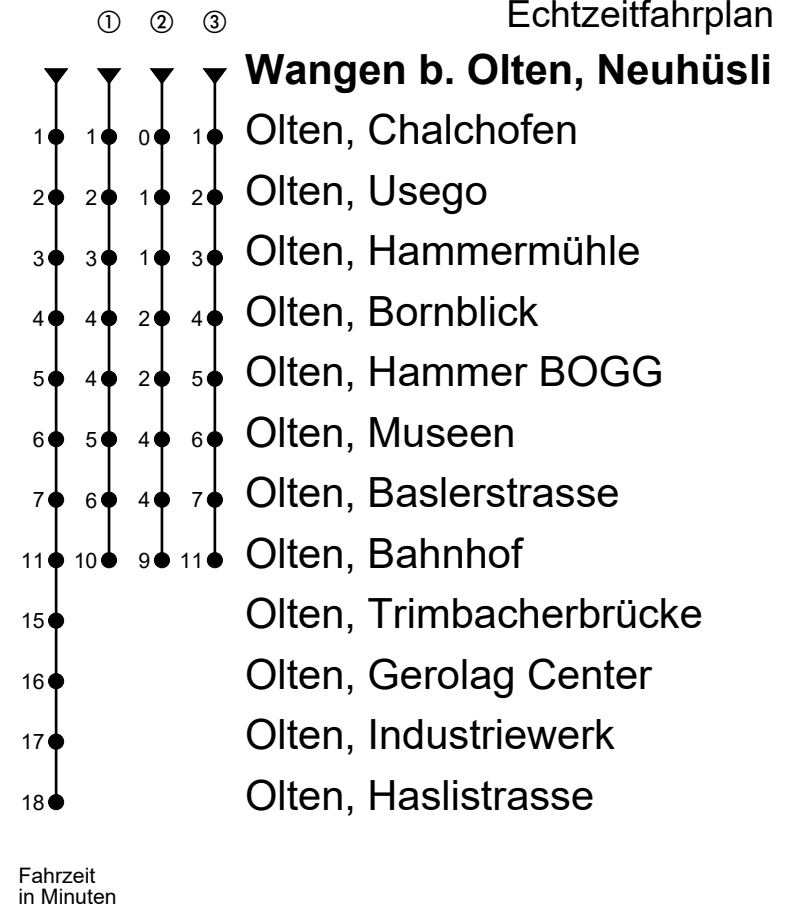 Echtzeitfahrplan
① ② ③
Wangen b. Olten, Neuhüsli
1 1 0 1 Olten, Chalchofen
2 2 1 2 Olten, Usego
3 3 1 3 Olten, Hammermühle
4 4 2 4 Olten, Bornblick
5 4 2 5 Olten, Hammer BOGG
6 5 4 6 Olten, Museen
7 6 4 7 Olten, Baslerstrasse
11 10 9 11 Olten, Bahnhof
15 Olten, Trimbacherbrücke
16 Olten, Gerolag Center
17 Olten, Industriewerk
18 Olten, Haslistrasse
Fahrzeit
in Minuten